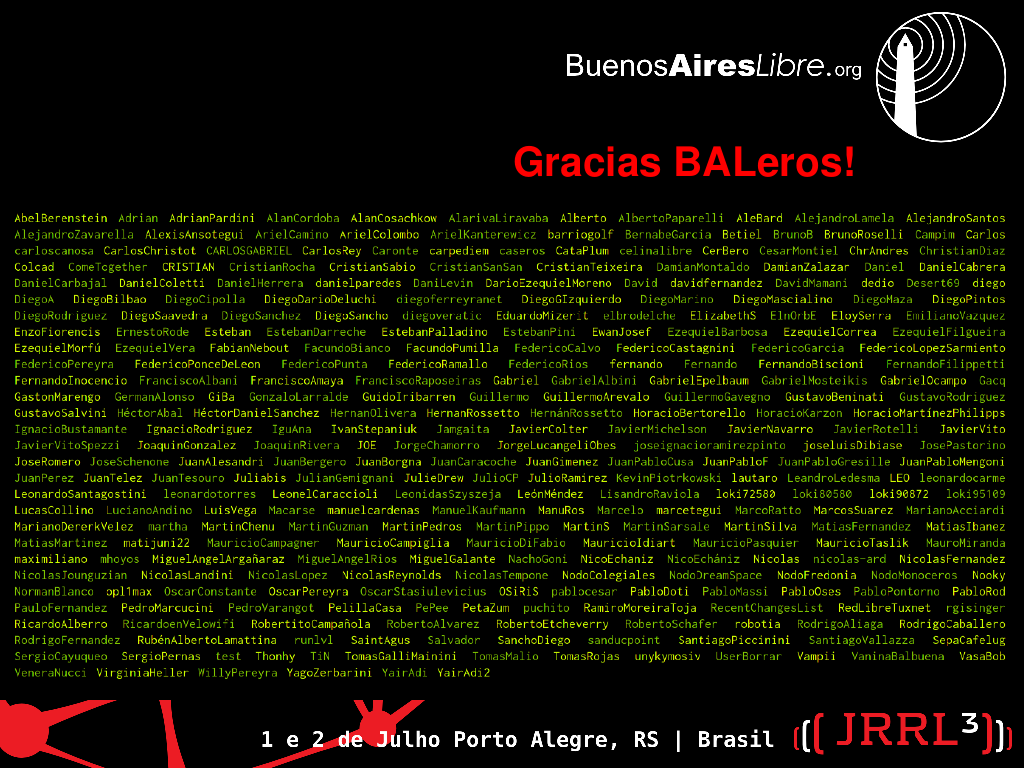 BuenosAiresLibre.org
Gracias BALeros!
AbelBerenstein Adrian AdrianPardini AlanCordoba AlanCosachkow AlarivaLiravaba Alberto AlbertoPaparelli AleBard AlejandroLamela AlejandroSantos
AlejandroZavarella AlexisAnsotegui ArielCamino ArielColombo ArielKanterewicz barriogolf BernabeGarcia Betiel BrunoB BrunoRoselli Campim Carlos
carloscanosa CarlosChristot CARLOSGABRIEL CarlosRey Caronte carpediem caseros CataPlum celinalibre CerBero CesarMontiel ChrAndres ChristianDiaz
Colcad ComeTogether CRISTIAN CristianRocha CristianSabio CristianSanSan CristianTeixeira DamianMontaldo DamianZalazar Daniel DanielCabrera
DanielCarbajal DanielColetti DanielHerrera danielparedes DaniLevin DarioEzequielMoreno David davidfernandez DavidMamani dedio Desert69 diego
DiegoA DiegoBilbao DiegoCipolla DiegoDarioDeluchi diegoferreyranet DiegoGIzquierdo DiegoMarino DiegoMascialino DiegoMaza DiegoPintos
DiegoRodriguez DiegoSaavedra DiegoSanchez DiegoSancho diegoveratic EduardoMizerit elbrodelche ElizabethS ElnOrbE EloySerra EmilianoVazquez
EnzoFiorencis ErnestoRode Esteban EstebanDarreche EstebanPalladino EstebanPini EwanJosef EzequielBarbosa EzequielCorrea EzequielFilgueira
EzequielMorfú EzequielVera FabianNebout FacundoBianco FacundoPumilla FedericoCalvo FedericoCastagnini FedericoGarcia FedericoLopezSarmiento
FedericoPereyra FedericoPonceDeLeon FedericoPunta FedericoRamallo FedericoRios fernando Fernando FernandoBiscioni FernandoFilippetti
FernandoInocencio FranciscoAlbani FranciscoAmaya FranciscoRaposeiras Gabriel GabrielAlbini GabrielEpelbaum GabrielMosteikis GabrielOcampo Gacq
GastonMarengo GermanAlonso GiBa GonzaloLarralde GuidoIribarren Guillermo GuillermoArevalo GuillermoGavegno GustavoBeninati GustavoRodriguez
GustavoSalvini HéctorAbal HéctorDanielSanchez HernanOlivera HernanRossetto HernánRossetto HoracioBertorello HoracioKarzon HoracioMartinezPhilipps
IgnacioBustamante IgnacioRodriguez IguAna IvanStepaniuk Jamgaita JavierColter JavierMichelson JavierNavarro JavierRotelli JavierVito
JavierVitoSpezzi JoaquinGonzalez JoaquinRivera JOE JorgeChamorro JorgeLucangeliObes joseignacioramirezpinto joseluisDibiase JosePastorino
JoseRomero JoseSchenone JuanAlesandri JuanBergero JuanBorgna JuanCaracoche JuanGimenez JuanPabloCusa JuanPabloF JuanPabloGresille JuanPabloMengoni
JuanPerez JuanTelez JuanTesouro Juliabis JulianGemignani JulieDrew JulioCP JulioRamirez KevinPiotrkowski lautaro LeandroLedesma LEO leonardocarme
LeonardoSantagostini leonardotorres LeonelCaraccioli LeonidasSzyszeja LeónMéndez LisandroRaviola loki72580 loki80580 loki90872 loki95109
LucasCollino LucianoAndino LuisVega Macarse manuelcardenas ManuelKaufmann ManuRos Marcelo marcetegui MarcoRatto MarcosSuarez MarianoAcciardi
MarianoDererkVelez martha MartinChenu MartinGuzman MartinPedros MartinPippo MartinS MartinSarsale MartinSilva MatiasFernandez MatiasIbanez
MatiasMartinez matijuni22 MauricioCampagner MauricioCampiglia MauricioDiFabio MauricioIdiart MauricioPasquier MauricioTaslik MauroMiranda
maximiliano mhoyos MiguelAngelArgañaraz MiguelAngelRios MiguelGalante NachoGoni NicoEchaniz NicoEchániz Nicolas nicolas-ard NicolasFernandez
NicolasJounguzian NicolasLandini NicolasLopez NicolasReynolds NicolasTempone NodoColegiales NodoDreamSpace NodoFredonia NodoMonoceros Nooky
NormanBlanco opl1max OscarConstante OscarPereyra OscarStasiulevicius OSiRiS pablocesar PabloDoti PabloMassi PabloOses PabloPontorno PabloRod
PauloFernandez PedroMarcucini PedroVarangot PelillaCasa PePee PetaZum puchito RamiroMoreiraToja RecentChangesList RedLibreTuxnet rgisinger
RicardoAlberro RicardoenVelowifi RobertitoCampañola RobertoAlvarez RobertoEtcheverry RobertoSchafer robotia RodrigoAliaga RodrigoCaballero
RodrigoFernandez RubénAlbertoLamattina runlvl SaintAgus Salvador SanchoDiego sanducpoint SantiagoPiccinini SantiagoVallazza SepaCafelug
SergioCayuqueo SergioPernas test Thonhy TiN TomasGalliMainini TomasMalio TomasRojas unykymosiv UserBorrar Vampii VaninaBalbuena VasaBob
VeneraNucci VirginiaHeller WillyPereyra YagoZerbarini YairAdi YairAdi2
1 e 2 de Julho Porto Alegre, RS | Brasil (((JRRL³)))